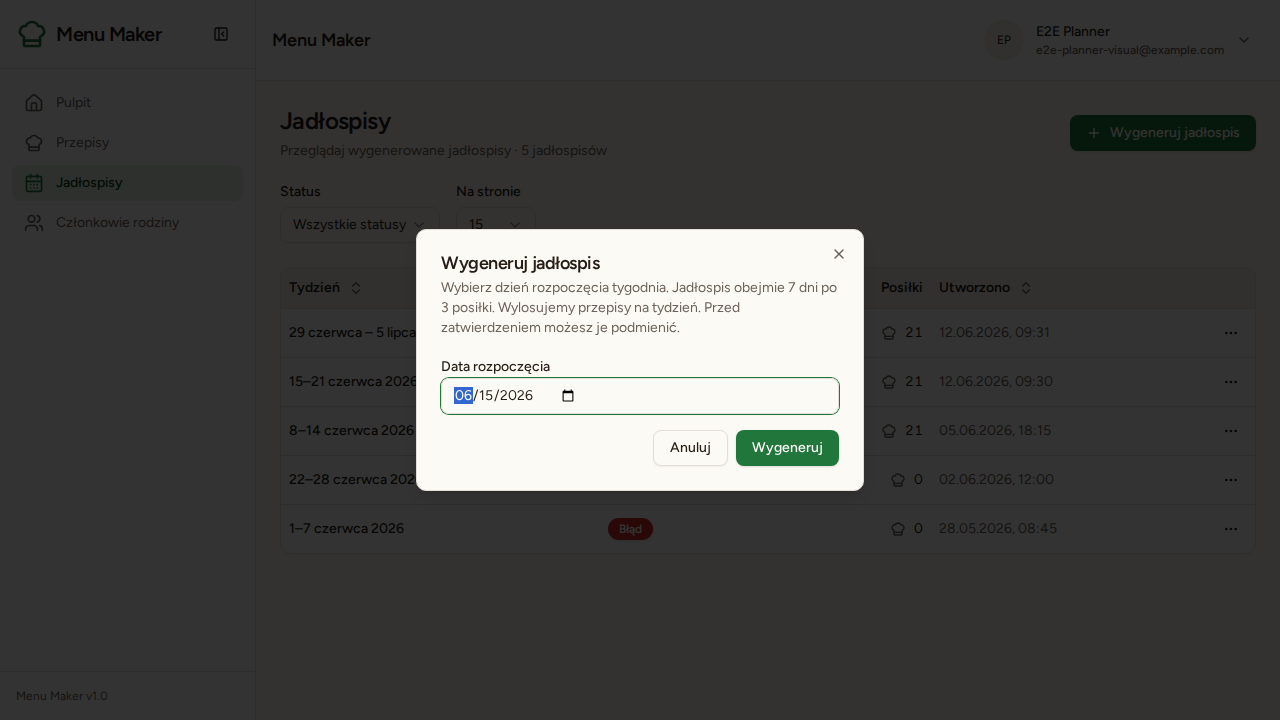 Menu Maker
Menu Maker
EP
E2E Planner
e2e-planner-visual@example.com
Pulpit
Przepisy
Jadłospisy
Członkowie rodziny
Jadłospisy
Przeglądaj wygenerowane jadłospisy · 5 jadłospisów
Wygeneruj jadłospis
Status
Na stronie
Wszystkie statusy
15
Tydzień
Posiłki
Utworzono
29 czerwca – 5 lipca
21
12.06.2026, 09:31
15–21 czerwca 2026
21
12.06.2026, 09:30
8–14 czerwca 2026
21
05.06.2026, 18:15
22–28 czerwca 202
0
02.06.2026, 12:00
1–7 czerwca 2026
Błąd
0
28.05.2026, 08:45
Wygeneruj jadłospis
Wybierz dzień rozpoczęcia tygodnia. Jadłospis obejmie 7 dni po
3 posiłki. Wylosujemy przepisy na tydzień. Przed
zatwierdzeniem możesz je podmienić.
Data rozpoczęcia
06/15/2026
Anuluj
Wygeneruj
Menu Maker v1.0